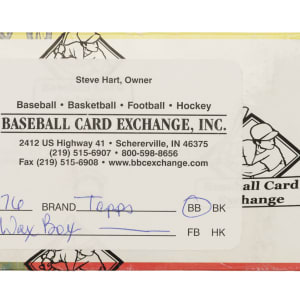 Steve Hart, Owner
Baseball • Basketball • Football • Hockey
BASEBALL CARD EXCHANGE, INC.
2412 US Highway 41 • Schererville, IN 46375
(219) 515-6907 • 800-598-8656
Fax (219) 515-6908 • www.bbcexchange.com
76 BRAND Topps BB BK
Wax Box FB HK
all Card
hange